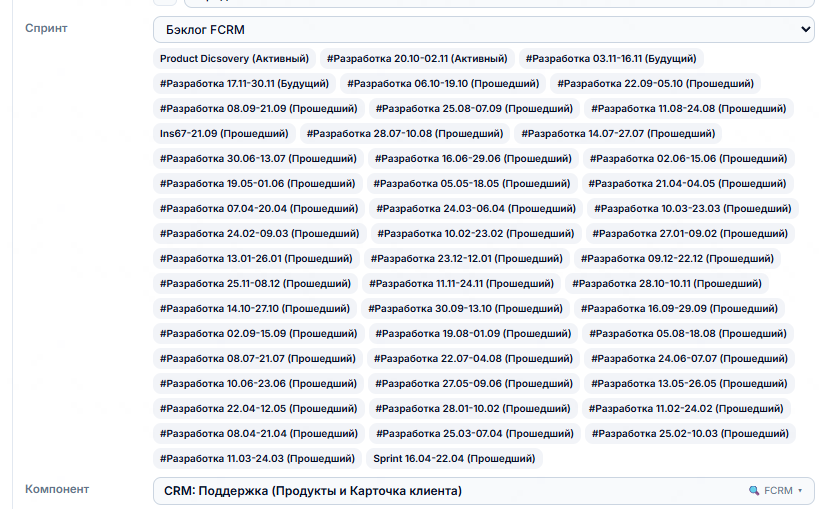 Спринт
Бэклог FCRM
Product Dicsovery (Активный) #Разработка 20.10-02.11 (Активный) #Разработка 03.11-16.11 (Будущий)
#Разработка 17.11-30.11 (Будущий) #Разработка 06.10-19.10 (Прошедший) #Разработка 22.09-05.10 (Прошедший)
#Разработка 08.09-21.09 (Прошедший) #Разработка 25.08-07.09 (Прошедший) #Разработка 11.08-24.08 (Прошедший)
Ins67-21.09 (Прошедший) #Разработка 28.07-10.08 (Прошедший) #Разработка 14.07-27.07 (Прошедший)
#Разработка 30.06-13.07 (Прошедший) #Разработка 16.06-29.06 (Прошедший) #Разработка 02.06-15.06 (Прошедший)
#Разработка 19.05-01.06 (Прошедший) #Разработка 05.05-18.05 (Прошедший) #Разработка 21.04-04.05 (Прошедший)
#Разработка 07.04-20.04 (Прошедший) #Разработка 24.03-06.04 (Прошедший) #Разработка 10.03-23.03 (Прошедший)
#Разработка 24.02-09.03 (Прошедший) #Разработка 10.02-23.02 (Прошедший) #Разработка 27.01-09.02 (Прошедший)
#Разработка 13.01-26.01 (Прошедший) #Разработка 23.12-12.01 (Прошедший) #Разработка 09.12-22.12 (Прошедший)
#Разработка 25.11-08.12 (Прошедший) #Разработка 11.11-24.11 (Прошедший) #Разработка 28.10-10.11 (Прошедший)
#Разработка 14.10-27.10 (Прошедший) #Разработка 30.09-13.10 (Прошедший) #Разработка 16.09-29.09 (Прошедший)
#Разработка 02.09-15.09 (Прошедший) #Разработка 19.08-01.09 (Прошедший) #Разработка 05.08-18.08 (Прошедший)
#Разработка 08.07-21.07 (Прошедший) #Разработка 22.07-04.08 (Прошедший) #Разработка 24.06-07.07 (Прошедший)
#Разработка 10.06-23.06 (Прошедший) #Разработка 27.05-09.06 (Прошедший) #Разработка 13.05-26.05 (Прошедший)
#Разработка 22.04-12.05 (Прошедший) #Разработка 28.01-10.02 (Прошедший) #Разработка 11.02-24.02 (Прошедший)
#Разработка 08.04-21.04 (Прошедший) #Разработка 25.03-07.04 (Прошедший) #Разработка 25.02-10.03 (Прошедший)
#Разработка 11.03-24.03 (Прошедший) Sprint 16.04-22.04 (Прошедший)
Компонент
CRM: Поддержка (Продукты и Карточка клиента) FCRM